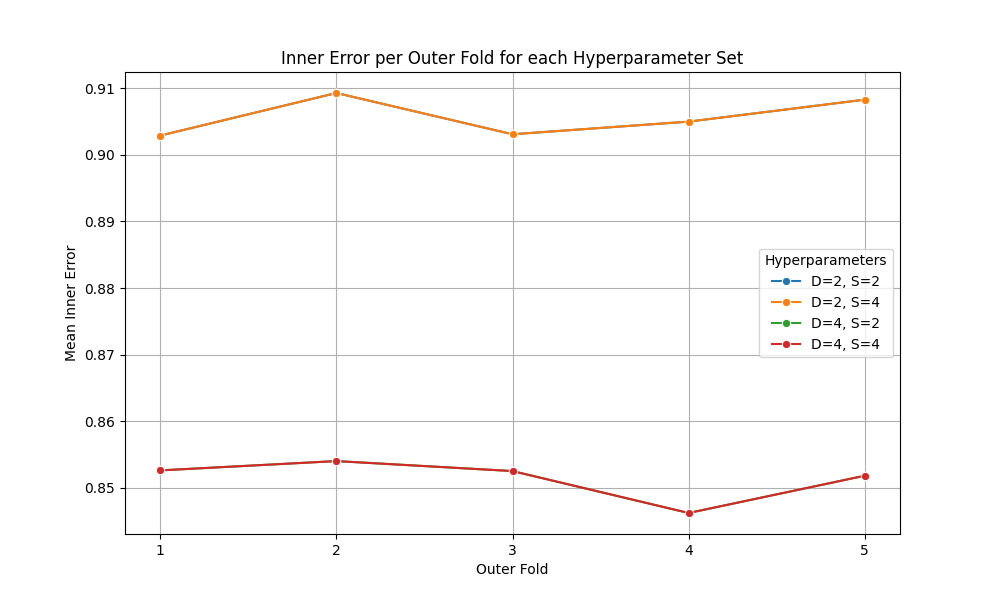 Inner Error per Outer Fold for each Hyperparameter Set
0.91
0.90
0.89
0.88
0.87
0.86
0.85
Mean Inner Error
Hyperparameters
D=2, S=2
D=2, S=4
D=4, S=2
D=4, S=4
1 2 3 4 5
Outer Fold